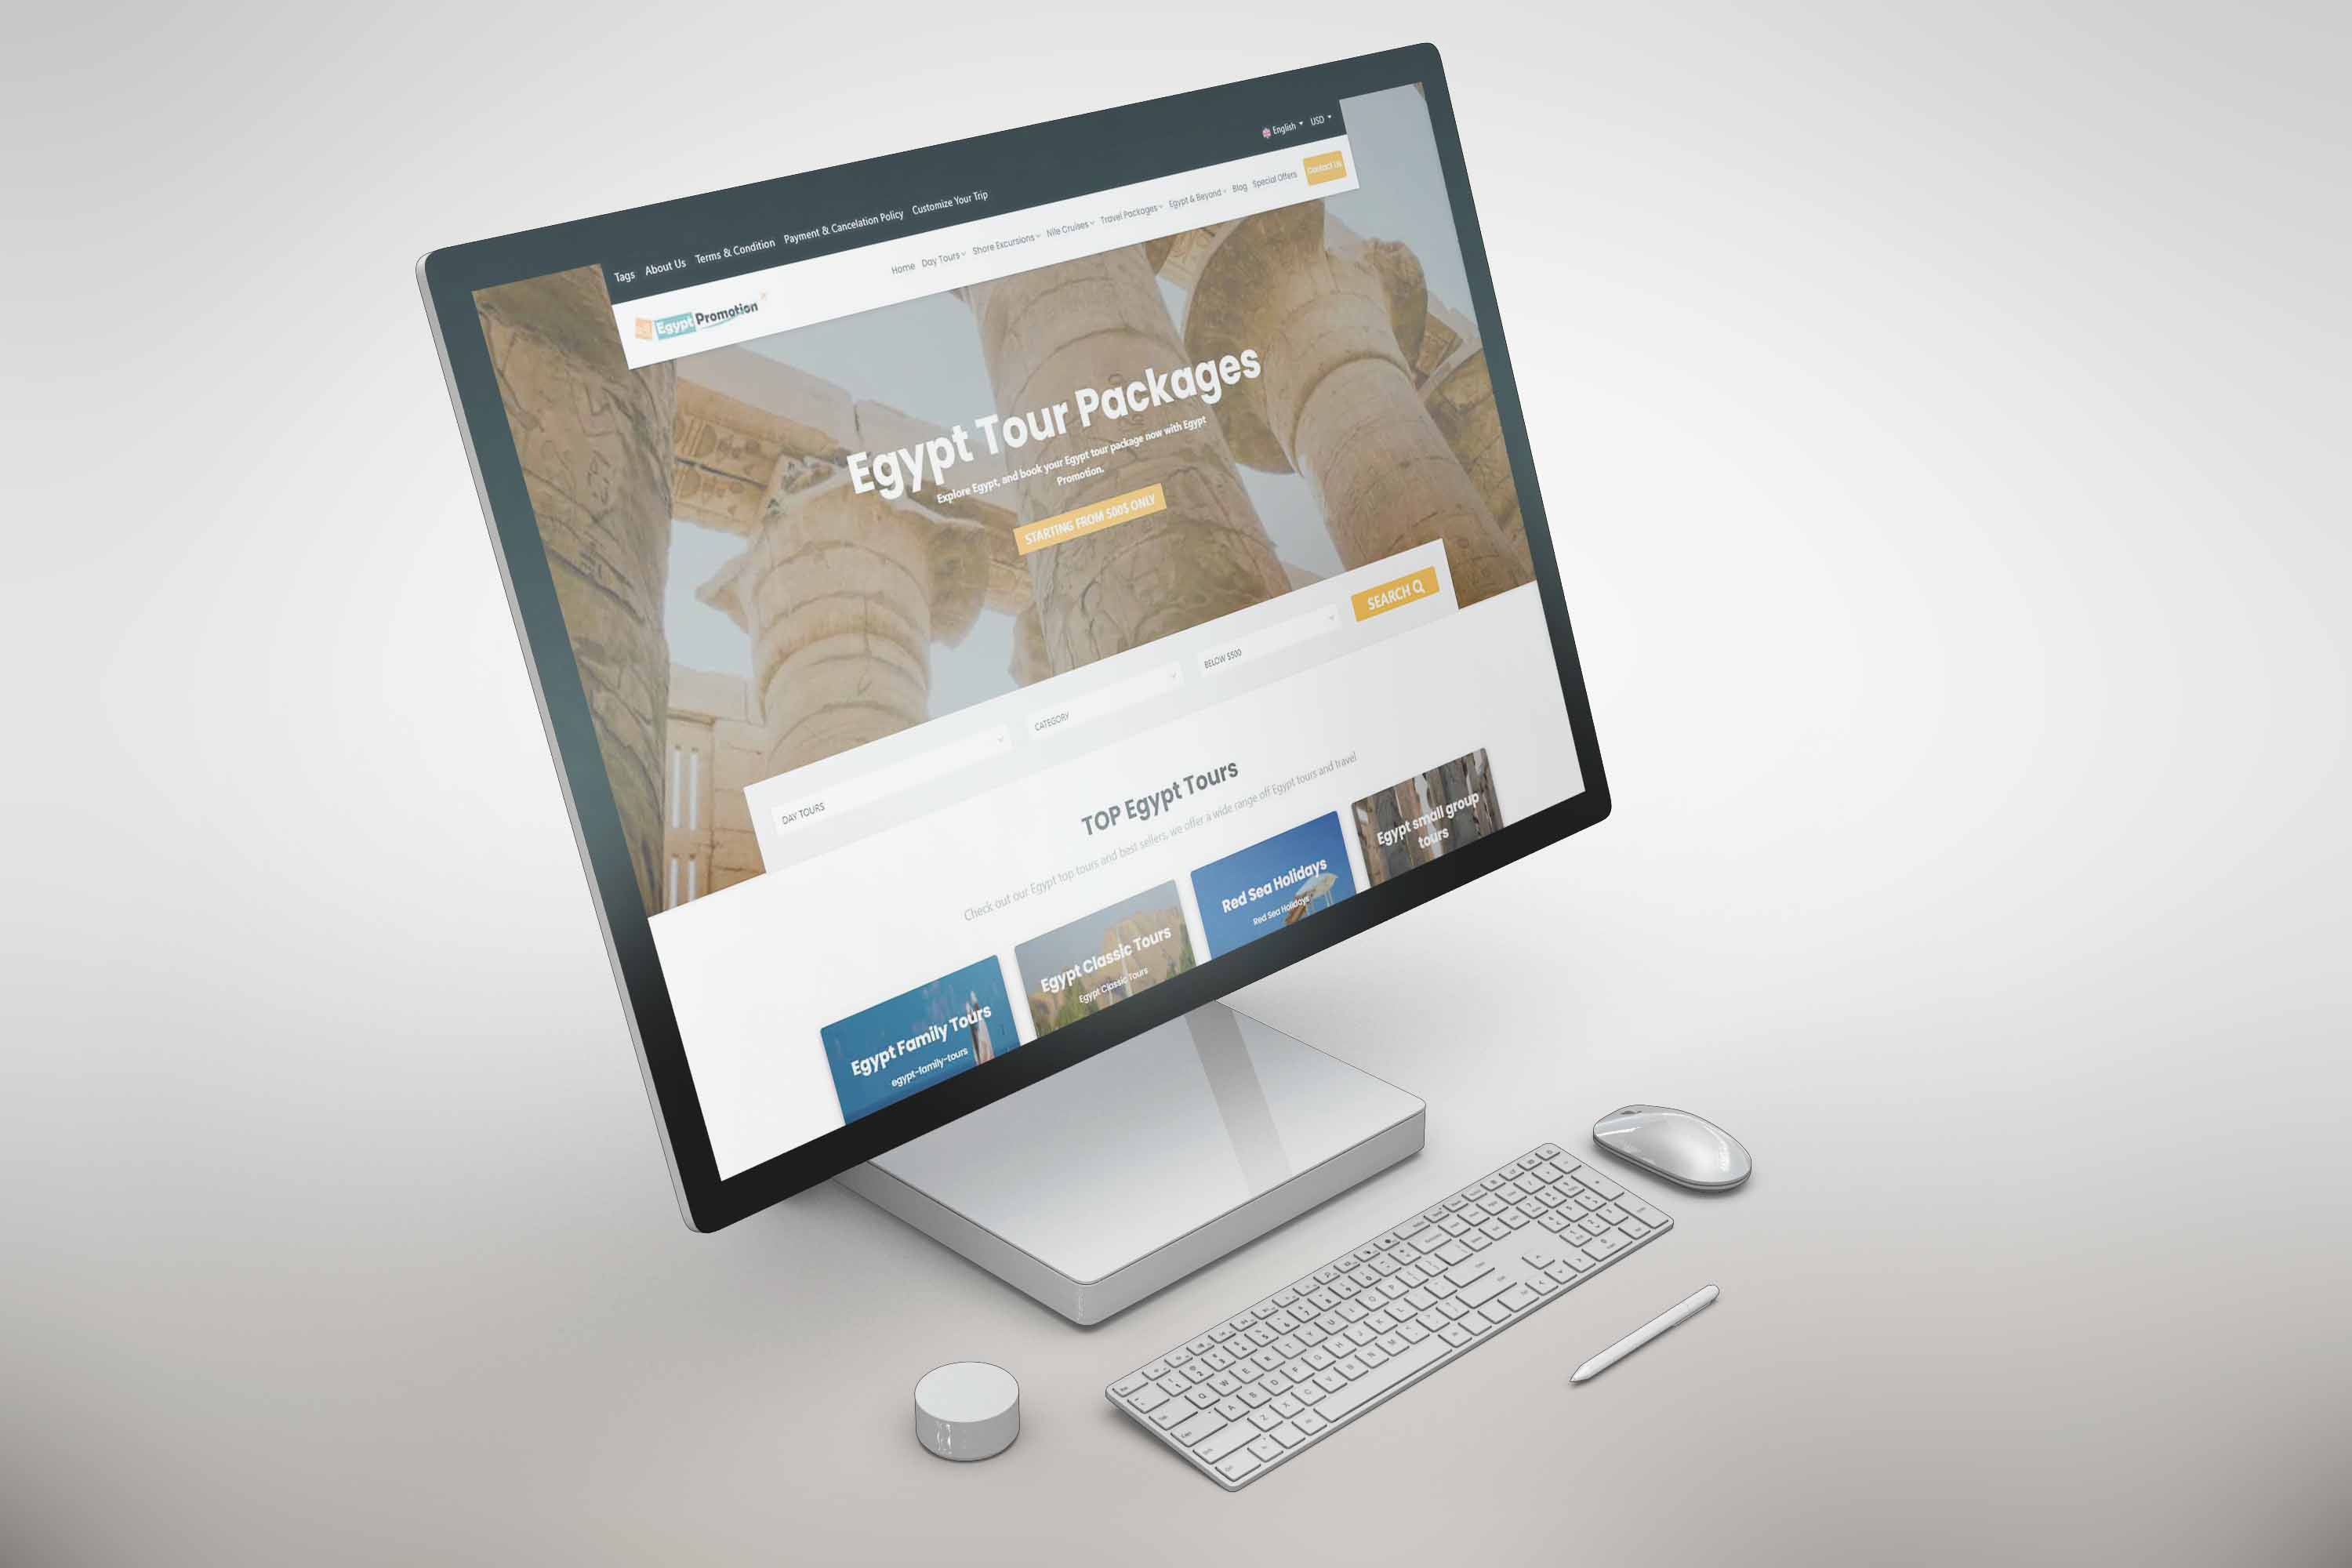 English USD
Tags About Us Terms & Condition Payment & Cancelation Policy Customize Your Trip
Egypt Promotion
Home Day Tours Shore Excursions Nile Cruises Travel Packages Egypt & Beyond Blog Special Offers Contact Us
Egypt Tour Packages
Explore Egypt, and book your Egypt tour package now with Egypt
Promotion.
STARTING FROM 500$ ONLY
DAY TOURS
CATEGORY
BELOW $500
SEARCH
TOP Egypt Tours
Check out our Egypt top tours and best sellers, we offer a wide range off Egypt tours and travel
Egypt Family Tours
egypt-family-tours
Egypt Classic Tours
Egypt Classic Tours
Red Sea Holidays
Red Sea Holidays
Egypt small group
tours